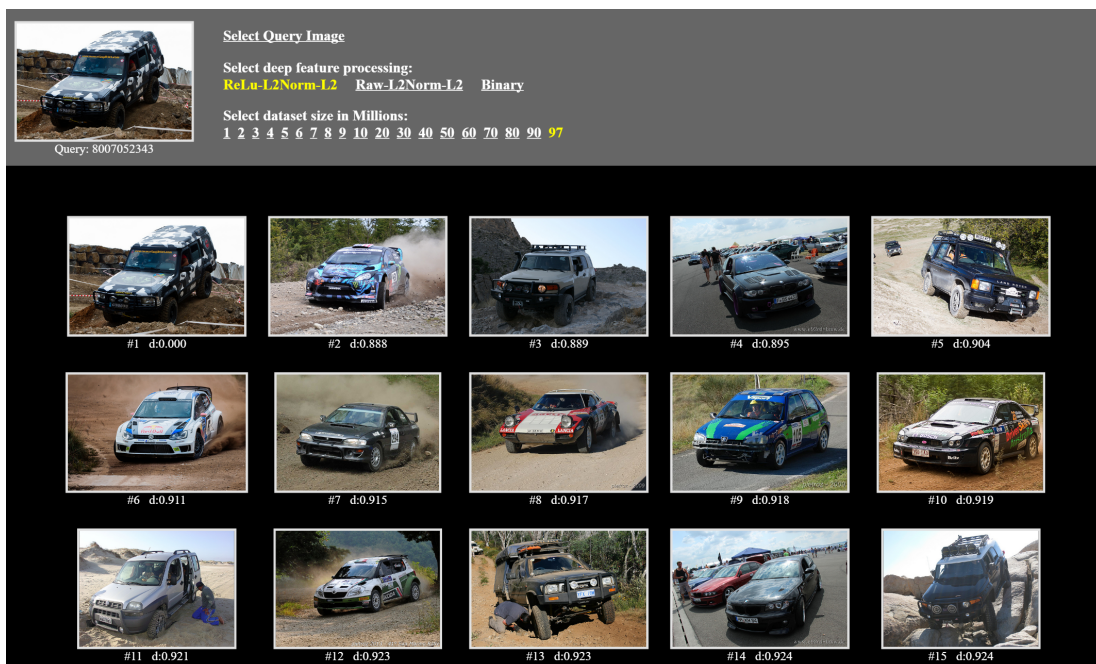 Select Query Image
Select deep feature processing:
ReLu-L2Norm-L2 Raw-L2Norm-L2 Binary
Select dataset size in Millions:
1 2 3 4 5 6 7 8 9 10 20 30 40 50 60 70 80 90 97
Query: 8007052343
#1 d:0.000
#2 d:0.888
#3 d:0.889
#4 d:0.895
#5 d:0.904
#6 d:0.911
#7 d:0.915
#8 d:0.917
#9 d:0.918
#10 d:0.919
#11 d:0.921
#12 d:0.923
#13 d:0.923
#14 d:0.924
#15 d:0.924